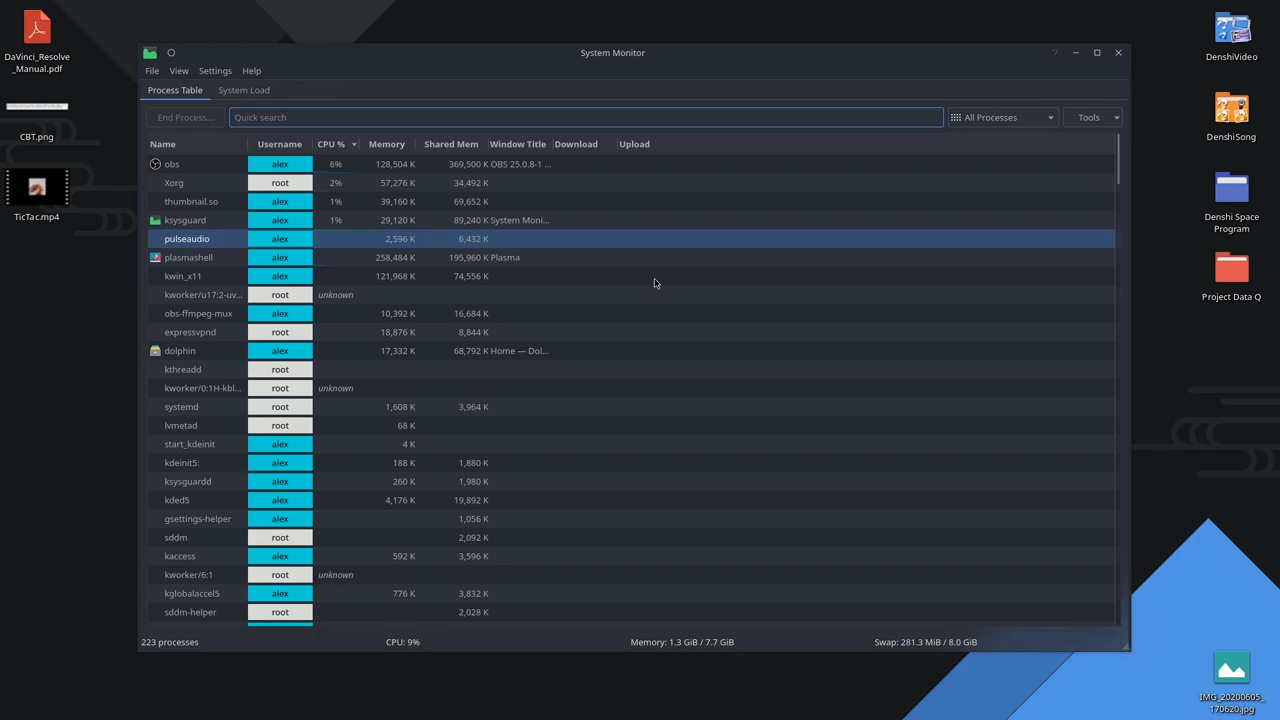 System Monitor
File View Settings Help
Process Table System Load
End Process... Quick search All Processes Tools
Name Username CPU % Memory Shared Mem Window Title Download Upload
obs alex 6% 128,504 K 369,500 K OBS 25.0.8-1 ...
Xorg root 2% 57,276 K 34,492 K
thumbnail.so alex 1% 39,160 K 69,652 K
ksysguard alex 1% 29,120 K 89,240 K System Moni...
pulseaudio alex 2,596 K 6,432 K
plasmashell alex 258,484 K 195,960 K Plasma
kwin_x11 alex 121,968 K 74,556 K
kworker/u17:2-uv... root unknown
obs-ffmpeg-mux alex 10,392 K 16,684 K
expressvpnd root 18,876 K 8,844 K
dolphin alex 17,332 K 68,792 K Home — Dol...
kthreadd root
kworker/0:1H-kbl... root unknown
systemd root 1,608 K 3,964 K
lvmetad root 68 K
start_kdeinit alex 4 K
kdeinit5: alex 188 K 1,880 K
ksysguardd alex 260 K 1,980 K
kded5 alex 4,176 K 19,892 K
gsettings-helper alex 1,056 K
sddm root 2,092 K
kaccess alex 592 K 3,596 K
kworker/6:1 root unknown
kglobalaccel5 alex 776 K 3,832 K
sddm-helper root 2,028 K
223 processes CPU: 9% Memory: 1.3 GiB / 7.7 GiB Swap: 281.3 MiB / 8.0 GiB
DaVinci_Resolve
_Manual.pdf
CBT.png
TicTac.mp4
DenshiVideo
DenshiSong
Denshi Space
Program
Project Data Q
IMG_20200605_
170620.jpg